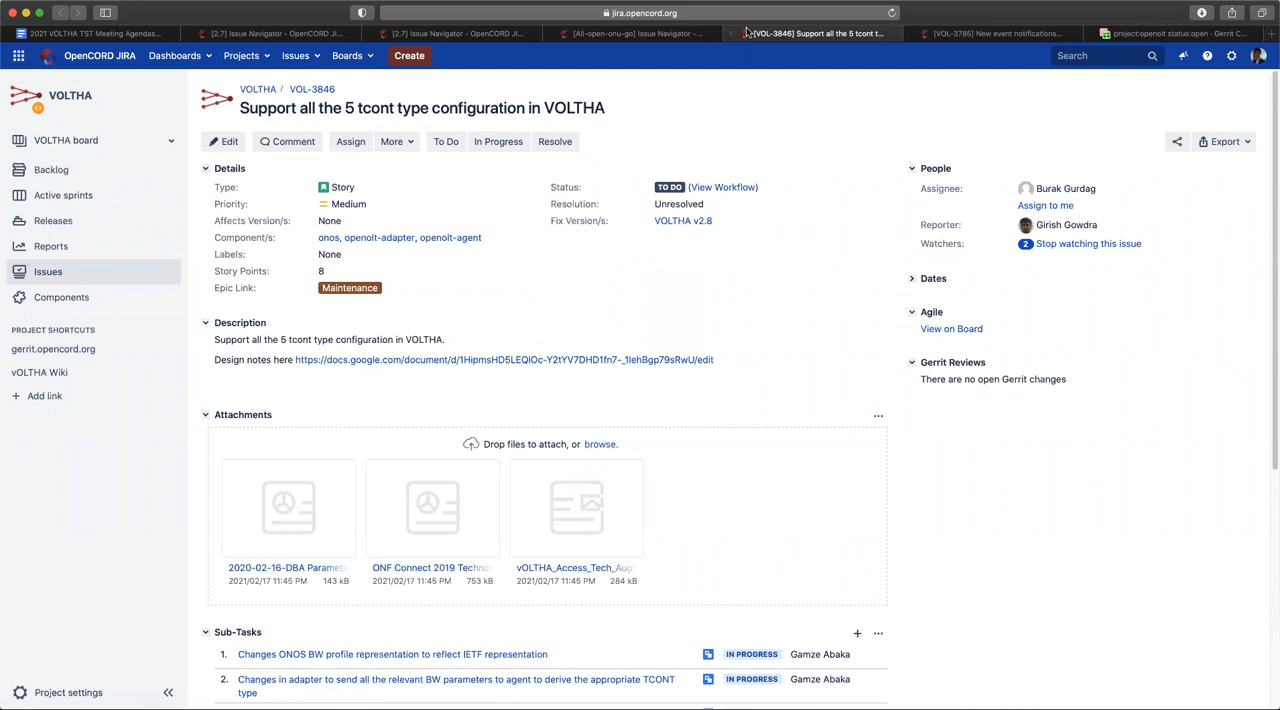 jira.opencord.org
2021 VOLTHA TST Meeting Agendas...
[2.7] Issue Navigator - OpenCORD JI...
[2.7] Issue Navigator - OpenCORD JI...
[All-open-onu-go] Issue Navigator -...
[VOL-3846] Support all the 5 tcont t...
[VOL-3785] New event notifications...
project:openolt status:open · Gerrit C...
OpenCORD JIRA
Dashboards
Projects
Issues
Boards
Create
Search
VOLTHA
VOLTHA board
Backlog
Active sprints
Releases
Reports
Issues
Components
PROJECT SHORTCUTS
gerrit.opencord.org
vOLTHA Wiki
+ Add link
Project settings
VOLTHA / VOL-3846
Support all the 5 tcont type configuration in VOLTHA
Edit
Comment
Assign
More
To Do
In Progress
Resolve
Export
Details
Type: Story
Status: TO DO (View Workflow)
Priority: Medium
Resolution: Unresolved
Affects Version/s: None
Fix Version/s: VOLTHA v2.8
Component/s: onos, openolt-adapter, openolt-agent
Labels: None
Story Points: 8
Epic Link: Maintenance
Description
Support all the 5 tcont type configuration in VOLTHA.
Design notes here https://docs.google.com/document/d/1HipmsHD5LEQlOc-Y2tYV7DHD1fn7-_1lehBgp79sRwU/edit
Attachments
Drop files to attach, or browse.
2020-02-16-DBA Paramet
2021/02/17 11:45 PM 143 kB
ONF Connect 2019 Techno
2021/02/17 11:45 PM 753 kB
vOLTHA_Access_Tech_Aug
2021/02/17 11:45 PM 284 kB
Sub-Tasks
1. Changes ONOS BW profile representation to reflect IETF representation IN PROGRESS Gamze Abaka
2. Changes in adapter to send all the relevant BW parameters to agent to derive the appropriate TCONT IN PROGRESS Gamze Abaka
type
People
Assignee: Burak Gurdag
Assign to me
Reporter: Girish Gowdra
Watchers: 2 Stop watching this issue
Dates
Agile
View on Board
Gerrit Reviews
There are no open Gerrit changes